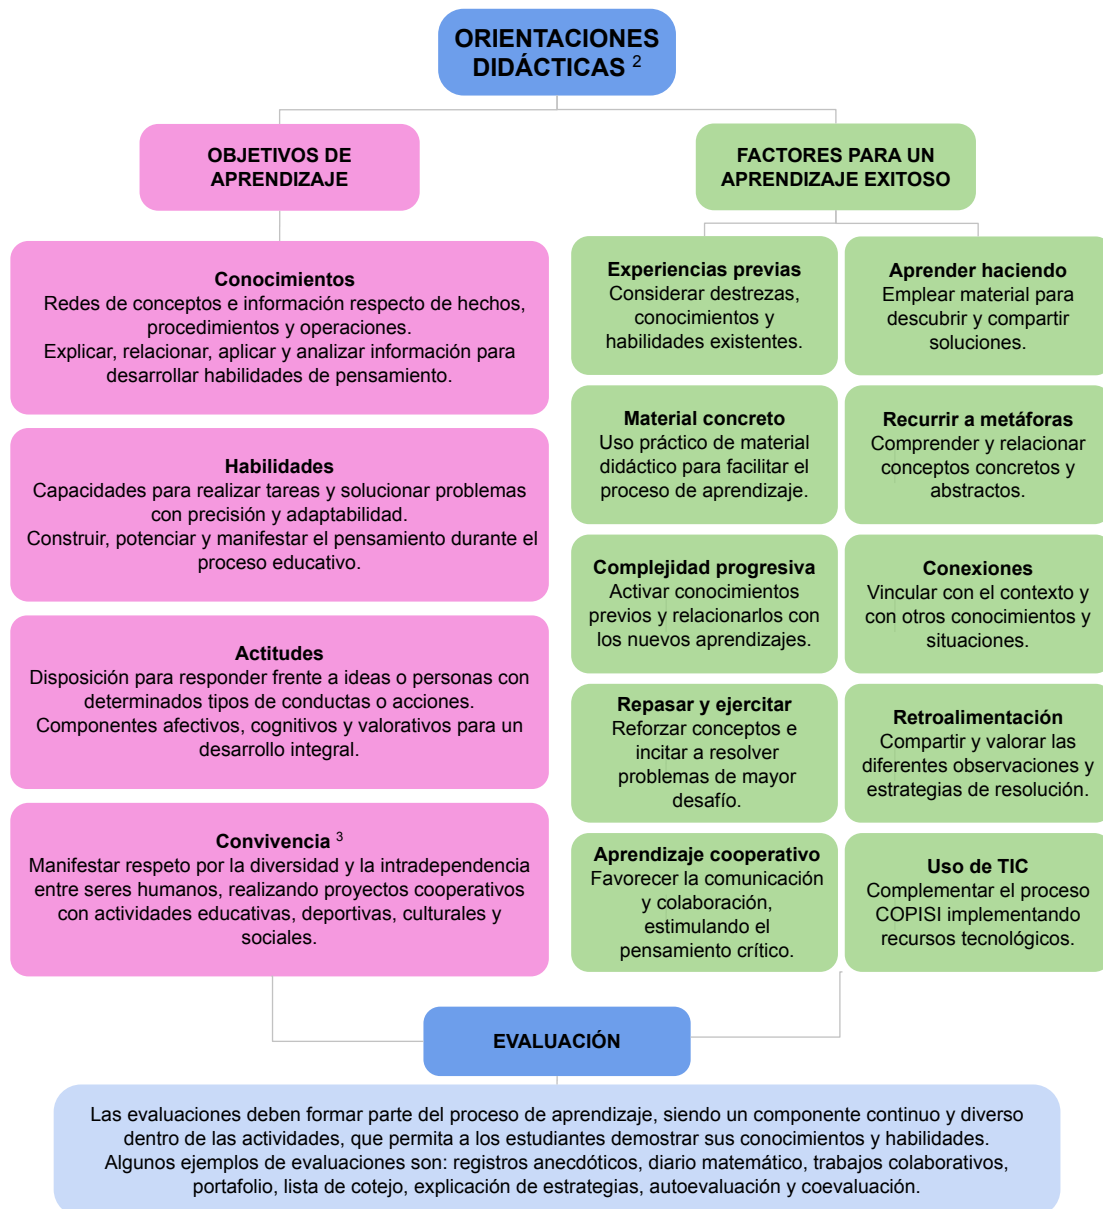 ORIENTACIONES
DIDÁCTICAS ²
OBJETIVOS DE
APRENDIZAJE
Conocimientos
Redes de conceptos e información respecto de hechos,
procedimientos y operaciones.
Explicar, relacionar, aplicar y analizar información para
desarrollar habilidades de pensamiento.
Habilidades
Capacidades para realizar tareas y solucionar problemas
con precisión y adaptabilidad.
Construir, potenciar y manifestar el pensamiento durante el
proceso educativo.
Actitudes
Disposición para responder frente a ideas o personas con
determinados tipos de conductas o acciones.
Componentes afectivos, cognitivos y valorativos para un
desarrollo integral.
Convivencia ³
Manifestar respeto por la diversidad y la intradependencia
entre seres humanos, realizando proyectos cooperativos
con actividades educativas, deportivas, culturales y
sociales.
FACTORES PARA UN
APRENDIZAJE EXITOSO
Experiencias previas
Considerar destrezas,
conocimientos y
habilidades existentes.
Aprender haciendo
Emplear material para
descubrir y compartir
soluciones.
Material concreto
Uso práctico de material
didáctico para facilitar el
proceso de aprendizaje.
Recurrir a metáforas
Comprender y relacionar
conceptos concretos y
abstractos.
Complejidad progresiva
Activar conocimientos
previos y relacionarlos con
los nuevos aprendizajes.
Conexiones
Vincular con el contexto y
con otros conocimientos y
situaciones.
Repasar y ejercitar
Reforzar conceptos e
incitar a resolver
problemas de mayor
desafío.
Retroalimentación
Compartir y valorar las
diferentes observaciones y
estrategias de resolución.
Aprendizaje cooperativo
Favorecer la comunicación
y colaboración,
estimulando el
pensamiento crítico.
Uso de TIC
Complementar el proceso
COPISI implementando
recursos tecnológicos.
EVALUACIÓN
Las evaluaciones deben formar parte del proceso de aprendizaje, siendo un componente continuo y diverso
dentro de las actividades, que permita a los estudiantes demostrar sus conocimientos y habilidades.
Algunos ejemplos de evaluaciones son: registros anecdóticos, diario matemático, trabajos colaborativos,
portafolio, lista de cotejo, explicación de estrategias, autoevaluación y coevaluación.